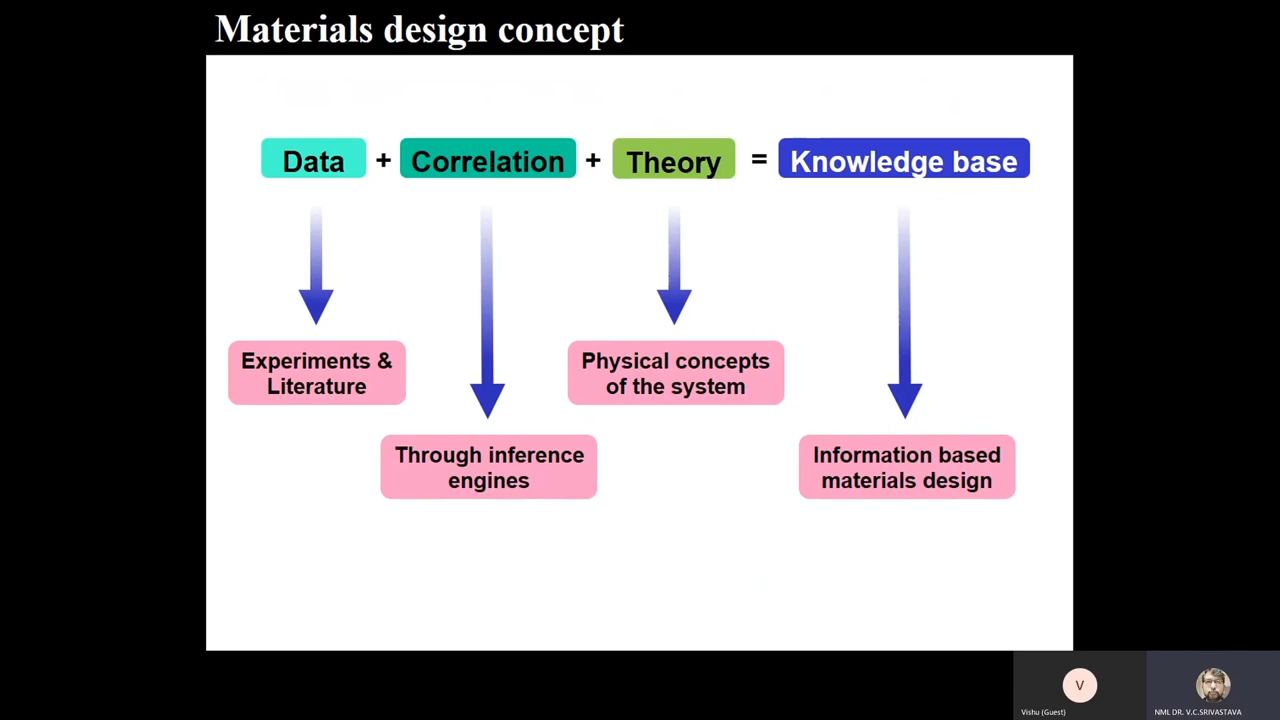 Materials design concept
Data + Correlation + Theory = Knowledge base
Experiments &
Literature
Physical concepts
of the system
Through inference
engines
Information based
materials design
V
Vishu (Guest)
NML DR. V.C.SRIVASTAVA